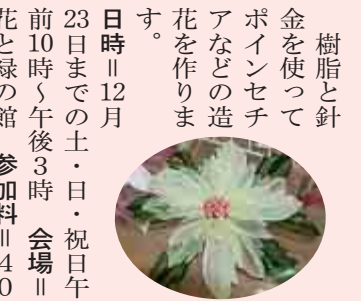 樹脂と針
金を使って
ポインセチ
アなどの造
花を作りま
す。
日時＝12月
23日までの土・日・祝日午
前10時〜午後3時　会場＝
花と緑の館　参加料＝40